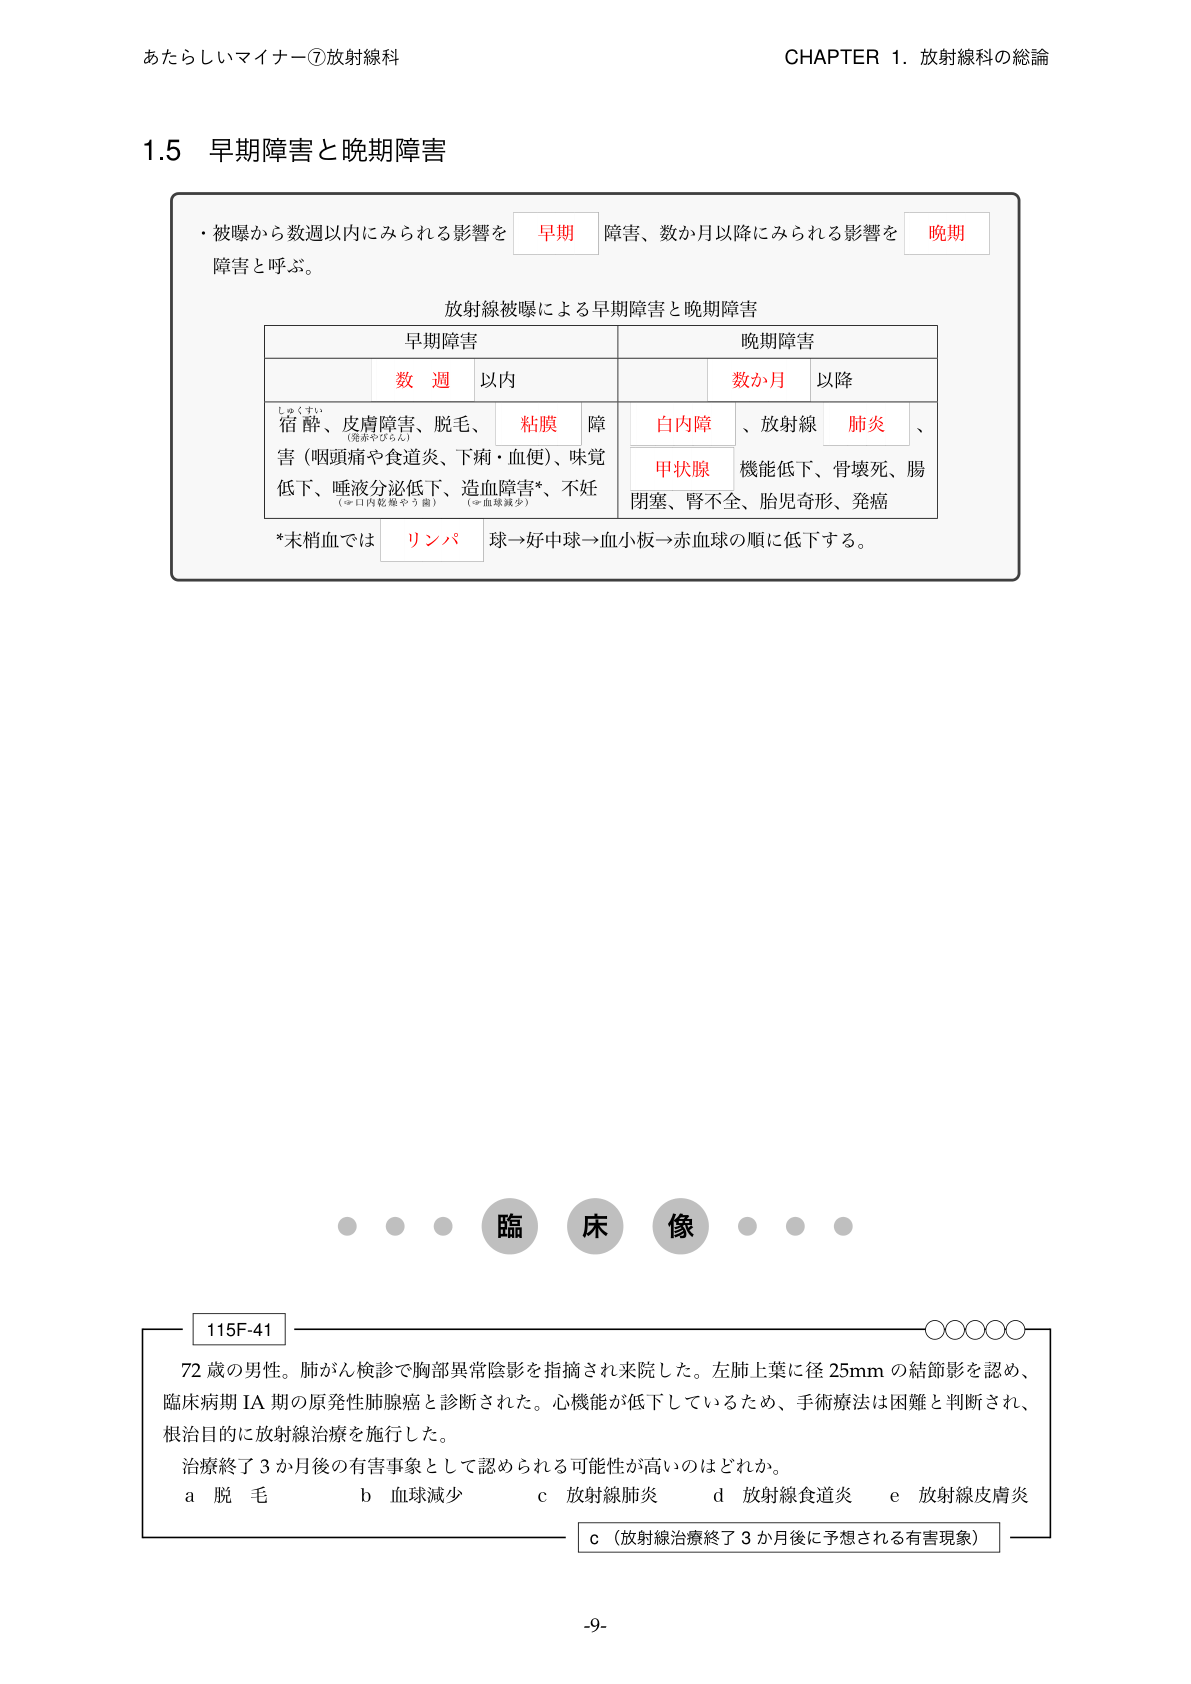 あたらしいマイナー⑦放射線科
CHAPTER 1. 放射線科の総論
1.5 早期障害と晩期障害
・被曝から数週以内にみられる影響を 早期 障害、数か月以降にみられる影響を 晩期
障害と呼ぶ。
放射線被曝による早期障害と晩期障害
早期障害 晩期障害
数 週 以内 数か月 以降
しゅくすい
宿酔、皮膚障害、脱毛、 粘膜 障
(発赤やびらん)
害（咽頭痛や食道炎、下痢・血便）、味覚
低下、唾液分泌低下、造血障害*、不妊
(☞口内乾燥やう歯) (☞血球減少)
白内障 、放射線 肺炎 、
甲状腺 機能低下、骨壊死、腸
閉塞、腎不全、胎児奇形、発癌
*末梢血では リンパ 球→好中球→血小板→赤血球の順に低下する。
臨床像
115F-41
72 歳の男性。肺がん検診で胸部異常陰影を指摘され来院した。左肺上葉に径 25mm の結節影を認め、
臨床病期 IA 期の原発性肺腺癌と診断された。心機能が低下しているため、手術療法は困難と判断され、
根治目的に放射線治療を施行した。
治療終了 3 か月後の有害事象として認められる可能性が高いのはどれか。
a 脱 毛 b 血球減少 c 放射線肺炎 d 放射線食道炎 e 放射線皮膚炎
c （放射線治療終了 3 か月後に予想される有害現象）
-9-